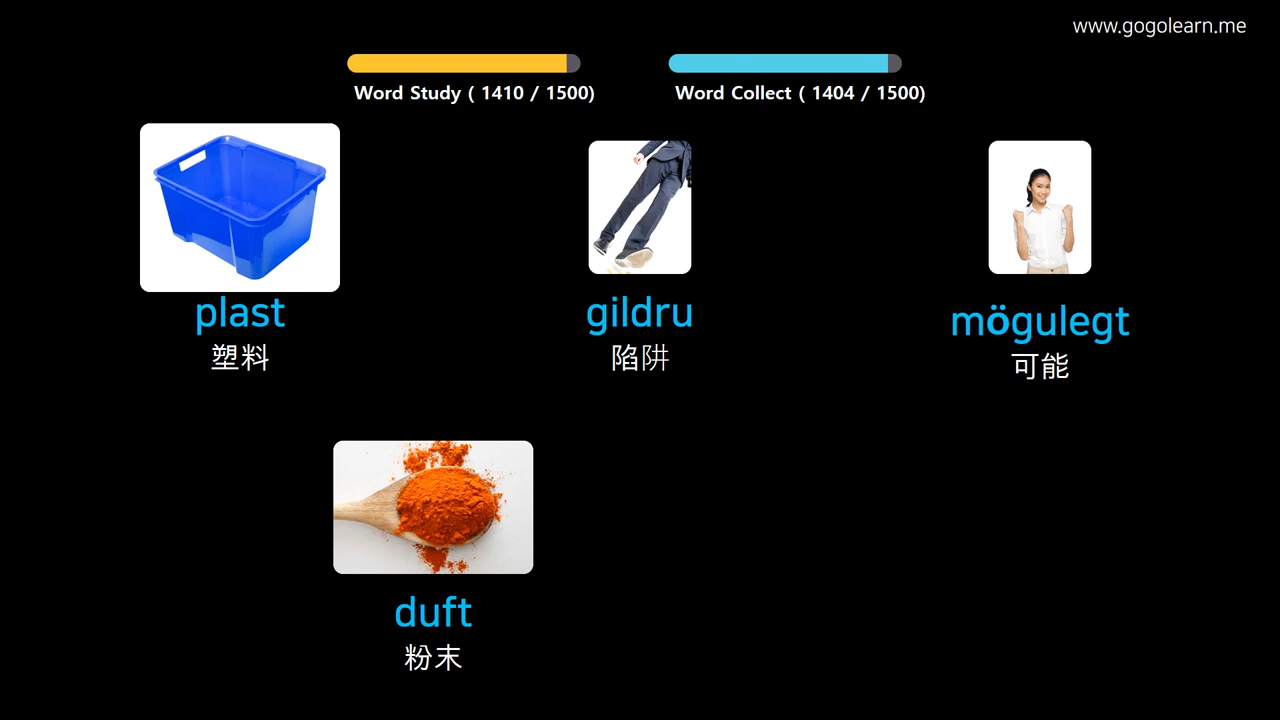 www.gogolearn.me
Word Study ( 1410 / 1500)
Word Collect ( 1404 / 1500)
plast
塑料
gildru
陷阱
mögulegt
可能
duft
粉末